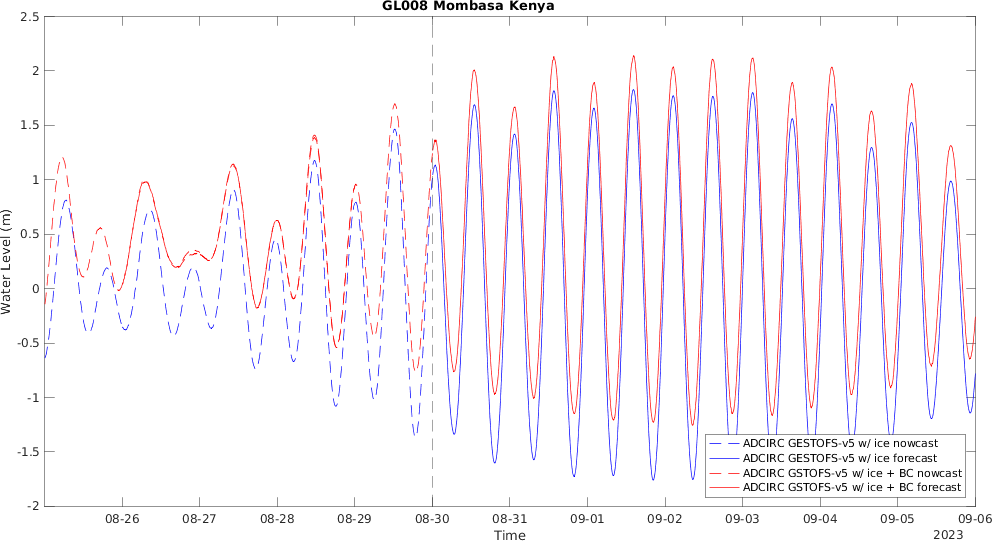 GL008 Mombasa Kenya
2.5
2
1.5
1
0.5
0
-0.5
-1
-1.5
-2
Water Level (m)
ADCIRC GESTOFS-v5 w/ ice nowcast
ADCIRC GESTOFS-v5 w/ ice forecast
ADCIRC GSTOFS-v5 w/ ice + BC nowcast
ADCIRC GSTOFS-v5 w/ ice + BC forecast
08-26 08-27 08-28 08-29 08-30 08-31 09-01 09-02 09-03 09-04 09-05 09-06
Time
2023